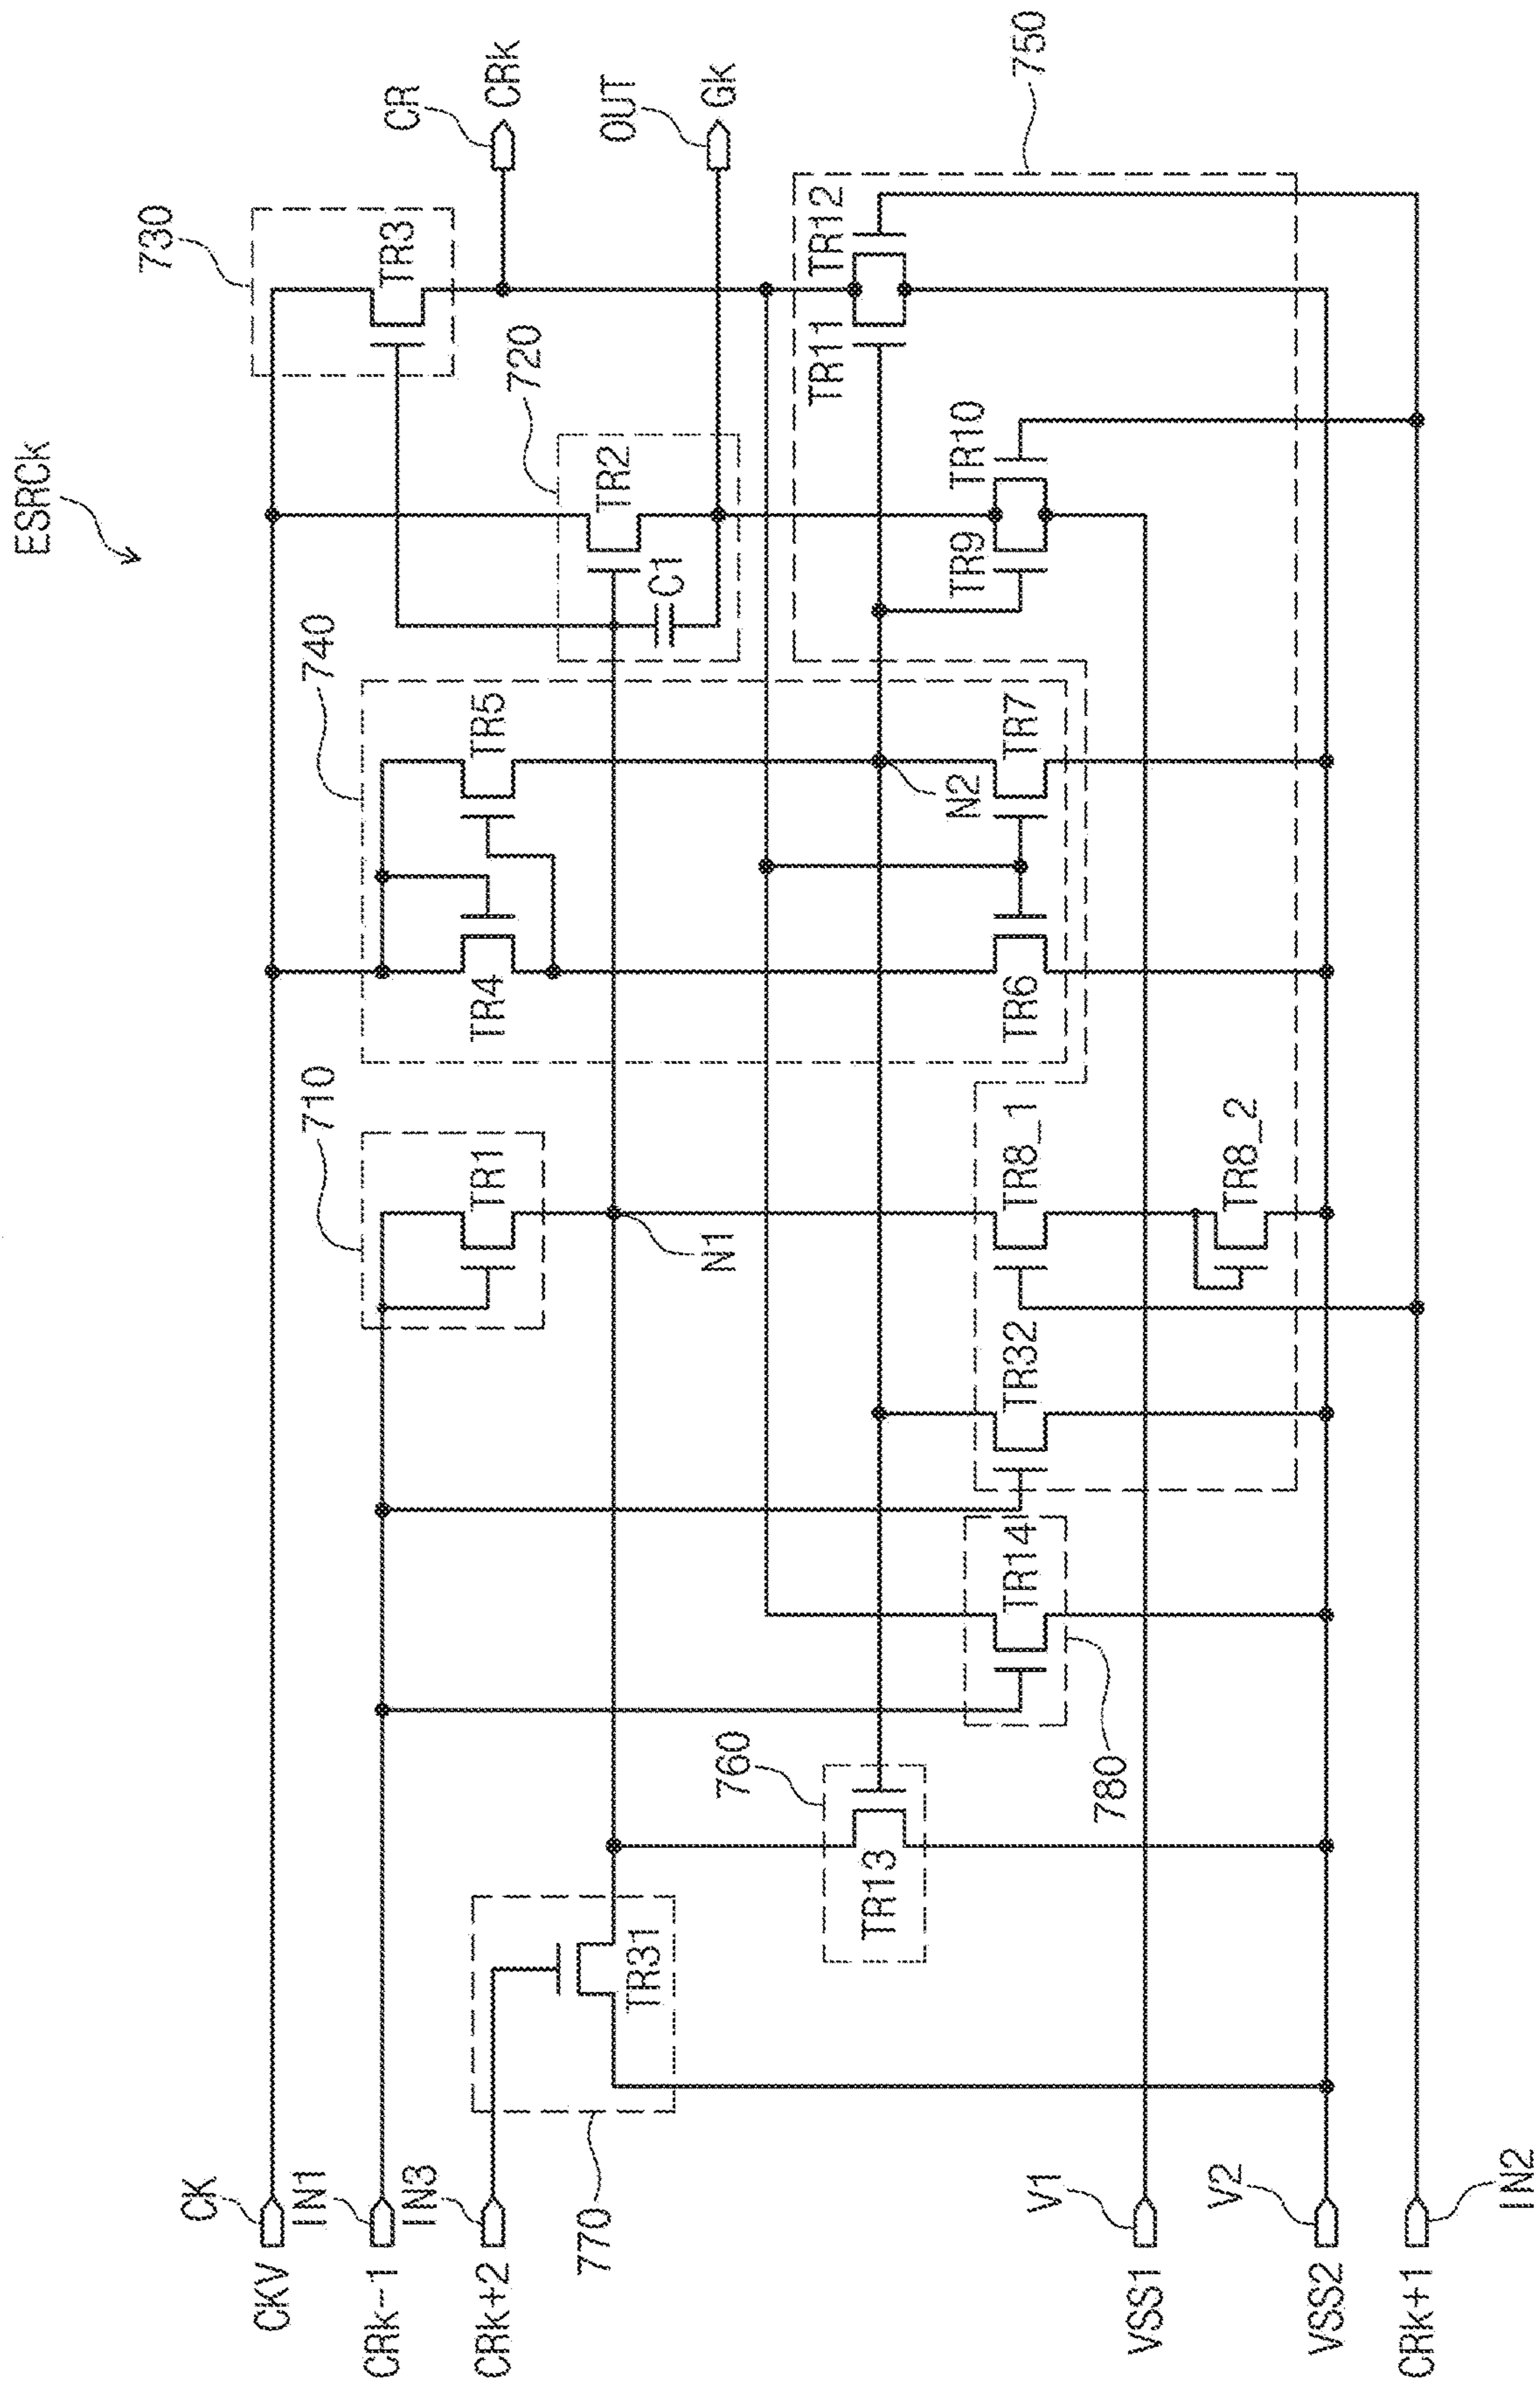 ESRCk
730
CR
CRk
TR3
OUT
Gk
720
TR2
C1
750
TR12
TR11
TR10
TR9
740
TR5
TR4
TR7
N2
TR6
710
TR1
N1
TR8_1
TR8_2
TR32
TR14
780
760
TR13
TR31
770
CK
CKV
IN1
CRk-1
IN3
CRk+2
V1
VSS1
V2
VSS2
IN2
CRk+1